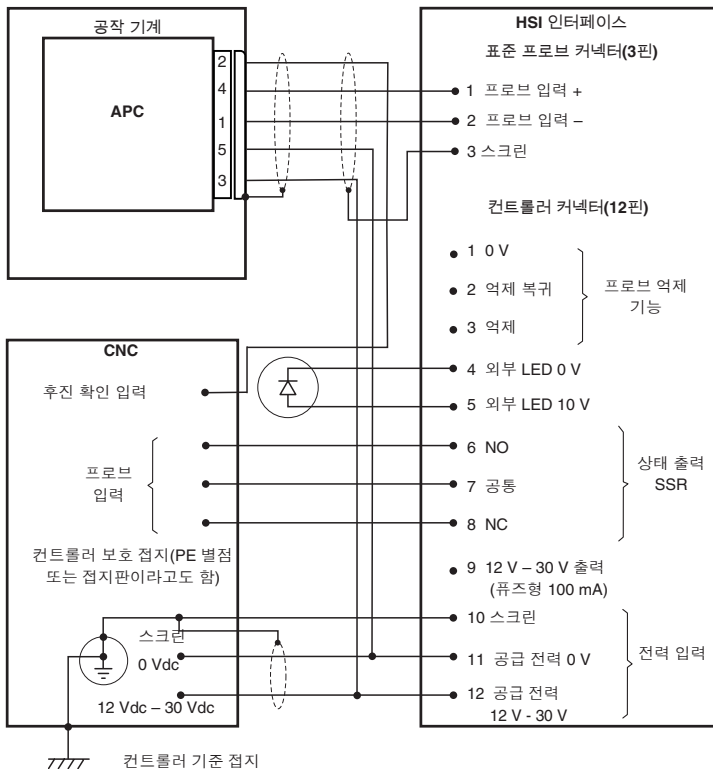 공작 기계
APC
2
4
1
5
3
HSI 인터페이스
표준 프로브 커넥터(3핀)
1 프로브 입력 +
2 프로브 입력 –
3 스크린
컨트롤러 커넥터(12핀)
1 0 V
2 억제 복귀
3 억제
프로브 억제
기능
4 외부 LED 0 V
5 외부 LED 10 V
6 NO
7 공통
8 NC
상태 출력
SSR
9 12 V – 30 V 출력
(퓨즈형 100 mA)
10 스크린
11 공급 전력 0 V
12 공급 전력
12 V - 30 V
전력 입력
CNC
후진 확인 입력
프로브
입력
컨트롤러 보호 접지(PE 별점
또는 접지판이라고도 함)
스크린
0 Vdc
12 Vdc – 30 Vdc
컨트롤러 기준 접지